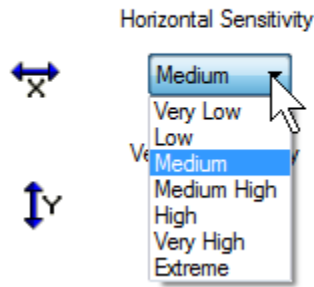 Horizontal Sensitivity
X
Medium
Very Low
Low
Medium
Medium High
High
Very High
Extreme
Y